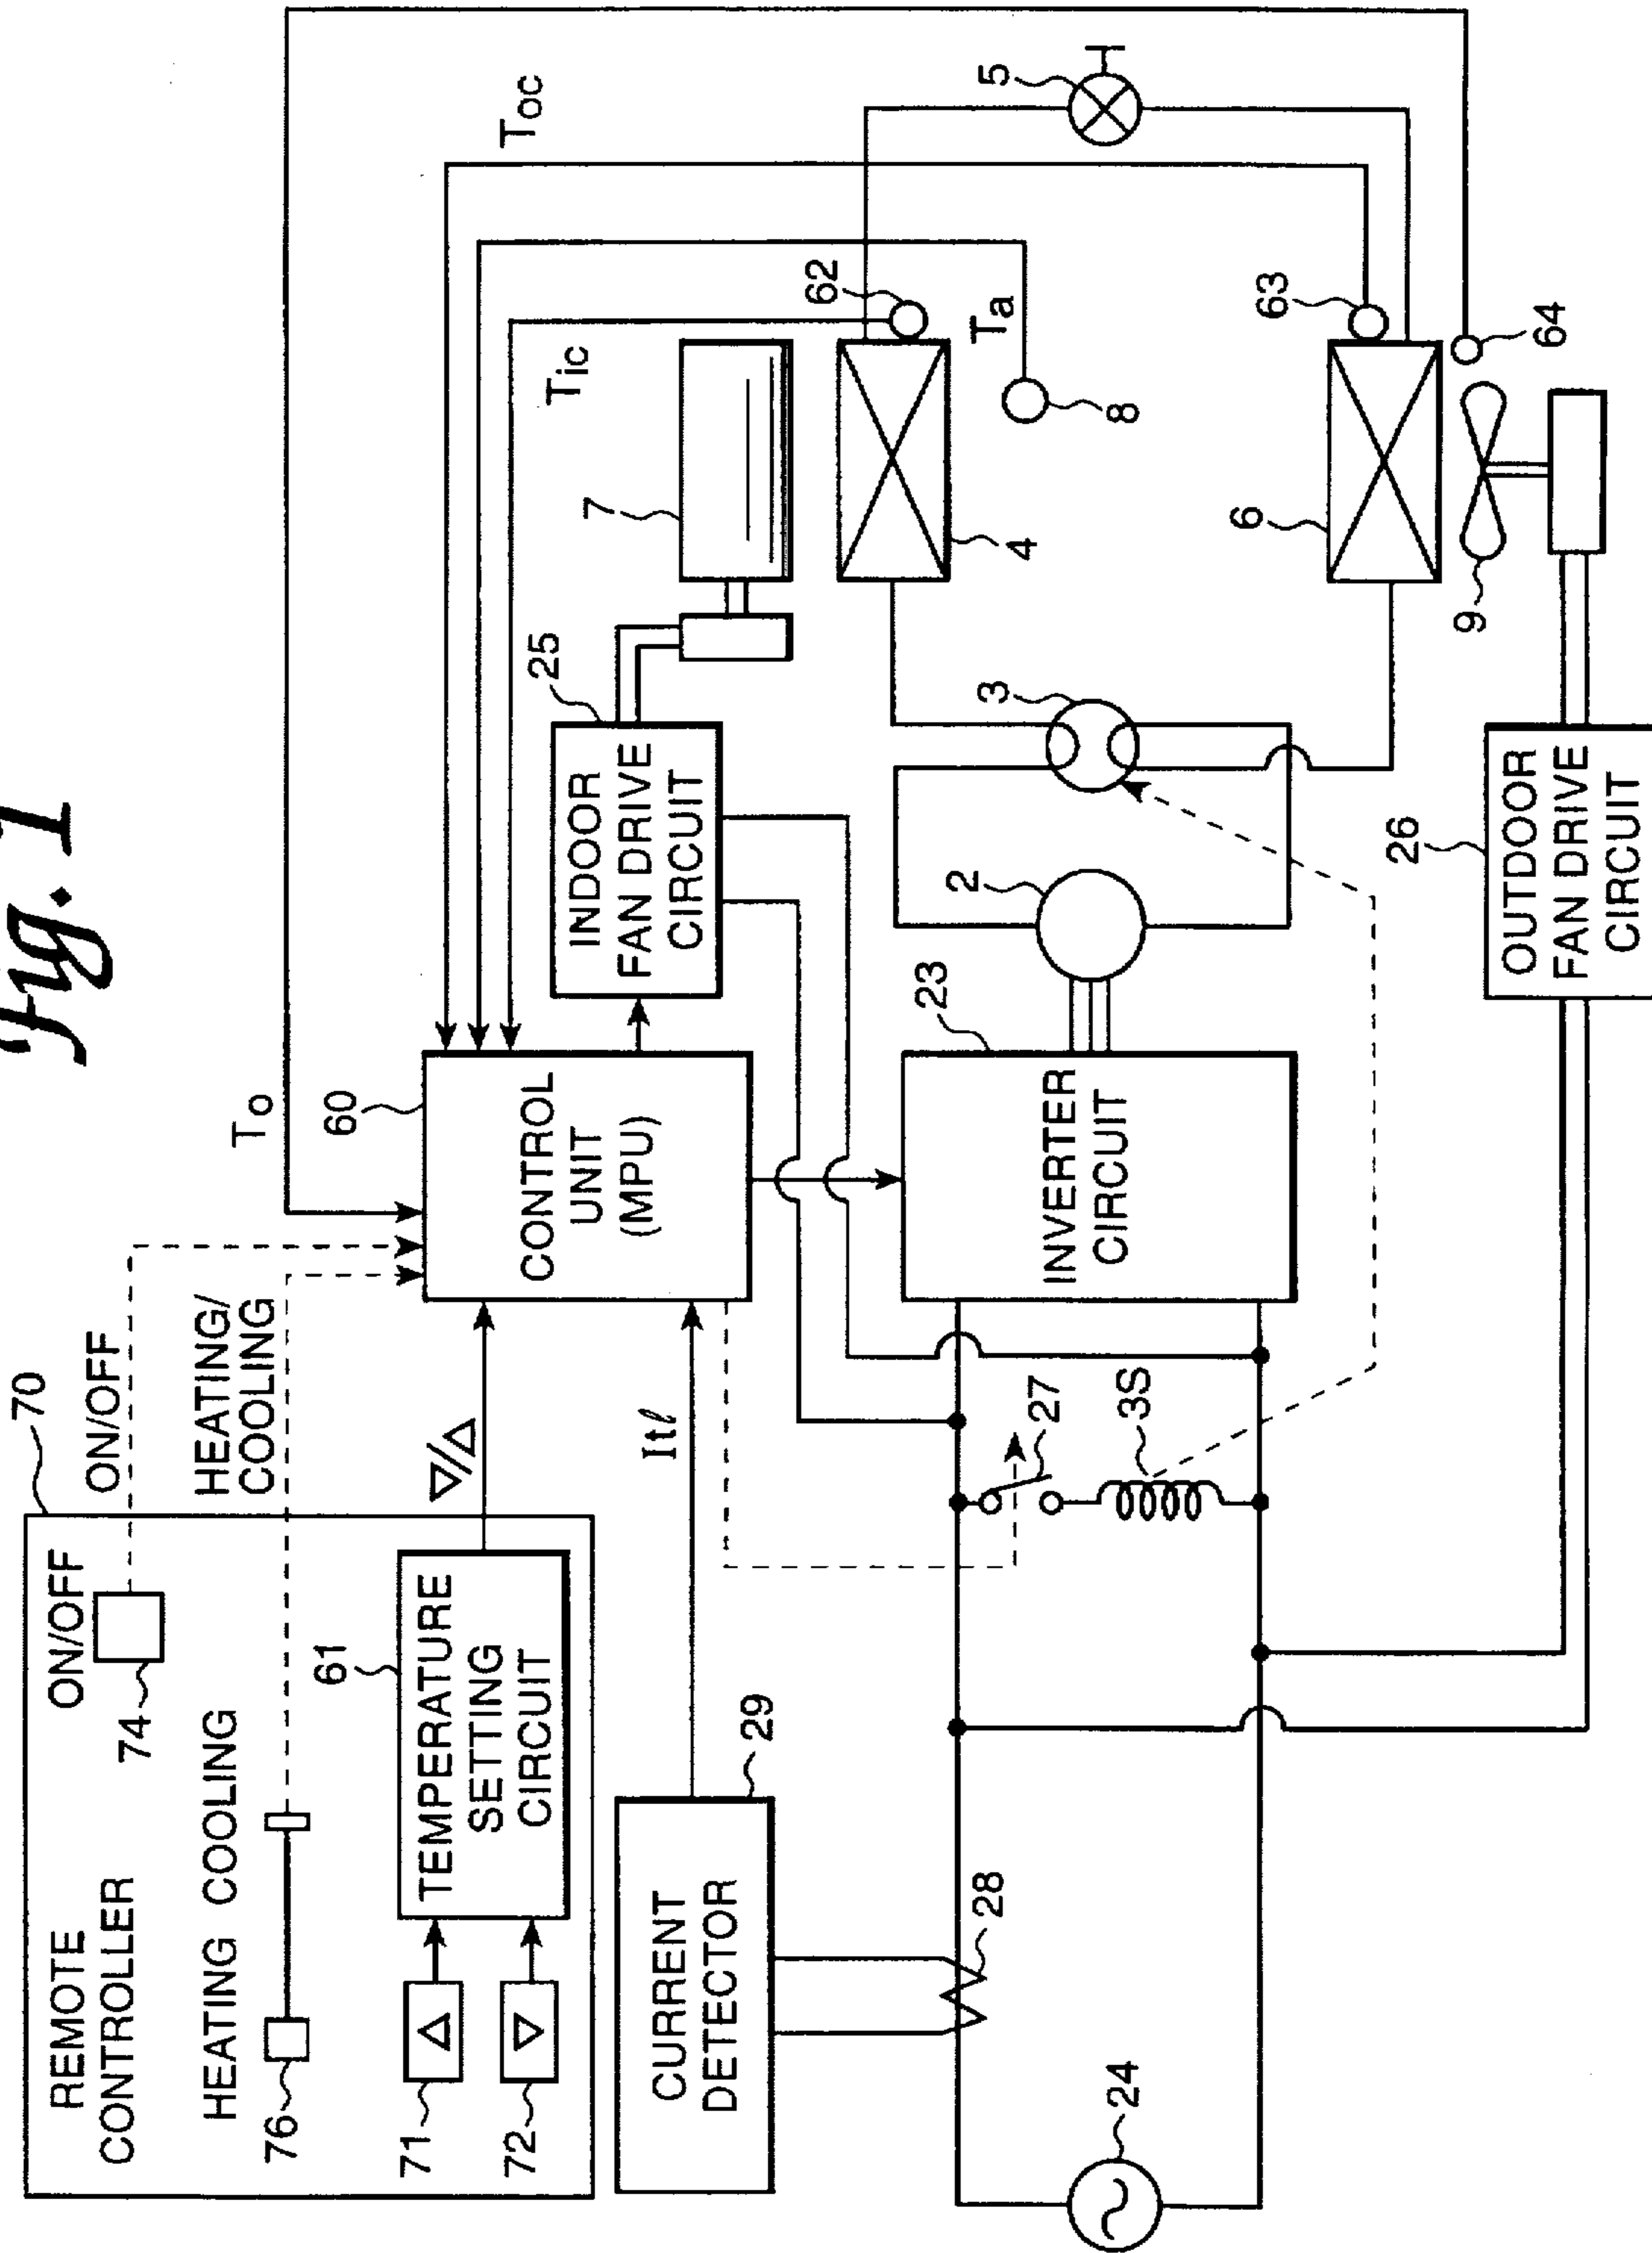 Fig. 1
70
REMOTE
CONTROLLER
ON/OFF
74
ON/OFF
HEATING COOLING
76
HEATING/
COOLING
71
72
61
TEMPERATURE
SETTING
CIRCUIT
▽/△
To
60
CONTROL
UNIT
(MPU)
Itℓ
CURRENT
DETECTOR
29
28
24
27
3S
INVERTER
CIRCUIT
23
INDOOR
FAN DRIVE
CIRCUIT
25
7
Tic
Toc
Ta
62
4
8
5
2
3
6
63
64
9
26
OUTDOOR
FAN DRIVE
CIRCUIT